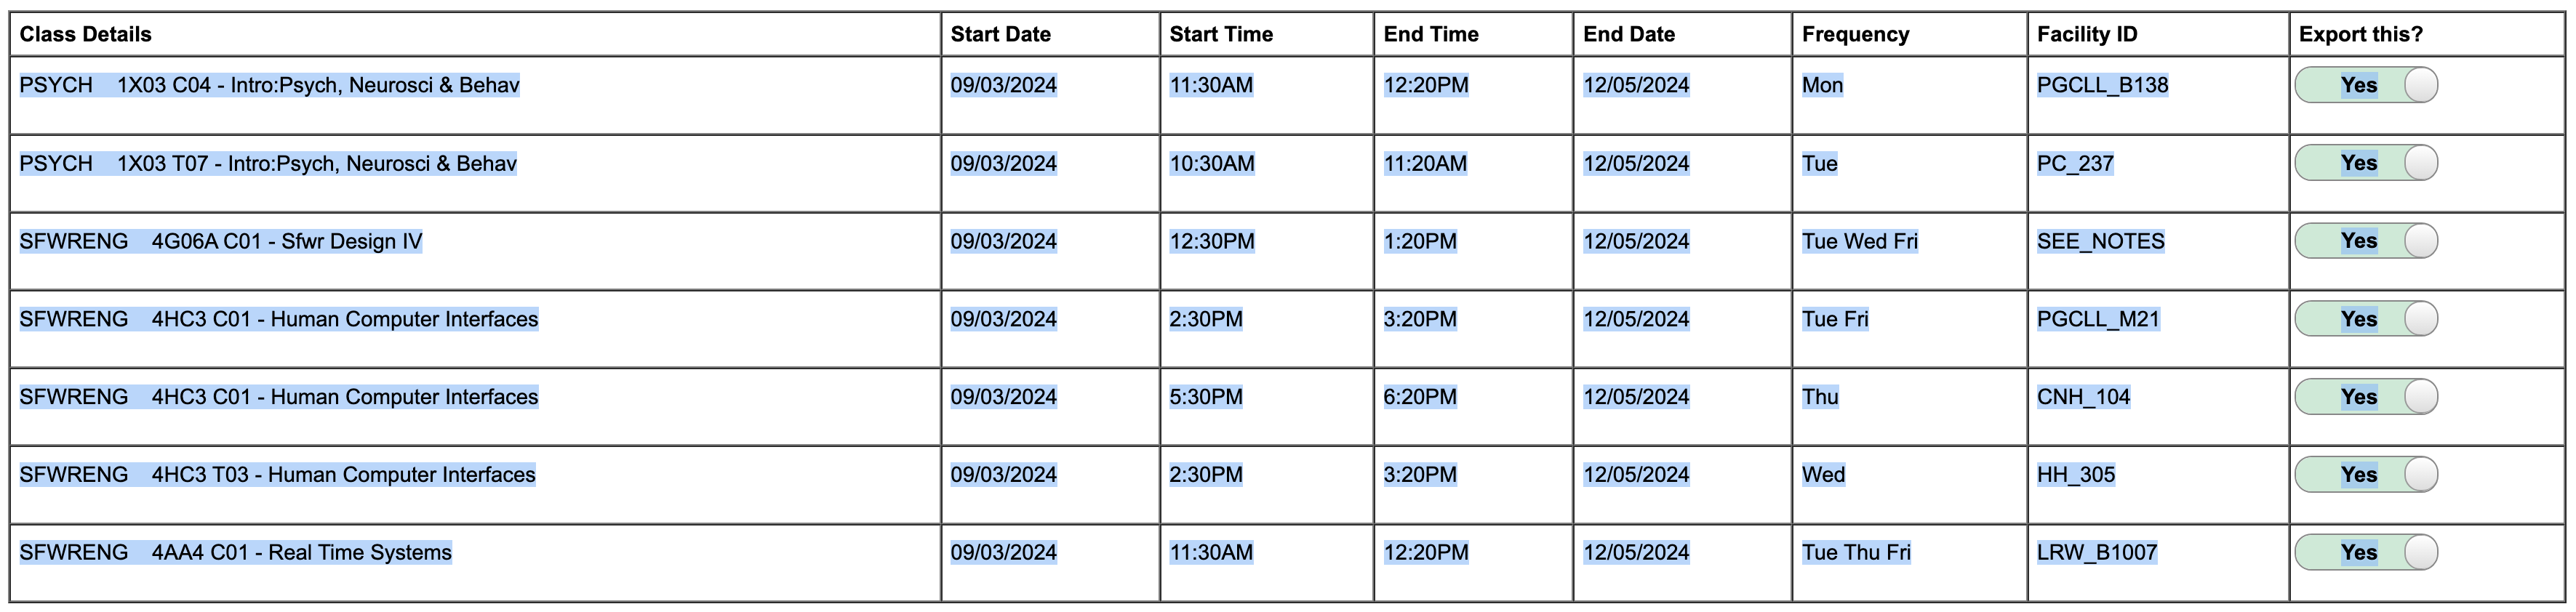 Class Details Start Date Start Time End Time End Date Frequency Facility ID Export this?
PSYCH 1X03 C04 - Intro:Psych, Neurosci & Behav 09/03/2024 11:30AM 12:20PM 12/05/2024 Mon PGCLL_B138 Yes
PSYCH 1X03 T07 - Intro:Psych, Neurosci & Behav 09/03/2024 10:30AM 11:20AM 12/05/2024 Tue PC_237 Yes
SFWRENG 4G06A C01 - Sfwr Design IV 09/03/2024 12:30PM 1:20PM 12/05/2024 Tue Wed Fri SEE_NOTES Yes
SFWRENG 4HC3 C01 - Human Computer Interfaces 09/03/2024 2:30PM 3:20PM 12/05/2024 Tue Fri PGCLL_M21 Yes
SFWRENG 4HC3 C01 - Human Computer Interfaces 09/03/2024 5:30PM 6:20PM 12/05/2024 Thu CNH_104 Yes
SFWRENG 4HC3 T03 - Human Computer Interfaces 09/03/2024 2:30PM 3:20PM 12/05/2024 Wed HH_305 Yes
SFWRENG 4AA4 C01 - Real Time Systems 09/03/2024 11:30AM 12:20PM 12/05/2024 Tue Thu Fri LRW_B1007 Yes